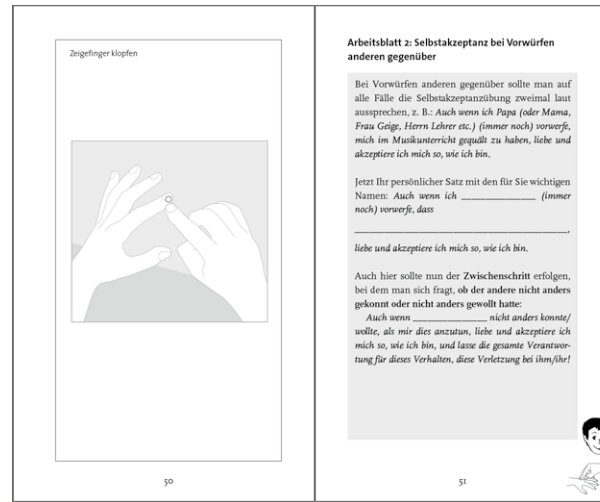 Zeigefinger klopfen
50
Arbeitsblatt 2: Selbstakzeptanz bei Vorwürfen
anderen gegenüber
Bei Vorwürfen anderen gegenüber sollte man auf
alle Fälle die Selbstakzeptanzübung zweimal laut
aussprechen, z. B.: Auch wenn ich Papa (oder Mama,
Frau Geige, Herrn Lehrer etc.) (immer noch) vorwerfe,
mich im Musikunterricht gequält zu haben, liebe und
akzeptiere ich mich so, wie ich bin.
Jetzt Ihr persönlicher Satz mit den für Sie wichtigen
Namen: Auch wenn ich ______________ (immer
noch) vorwerfe, dass
________________________________________,
liebe und akzeptiere ich mich so, wie ich bin.
Auch hier sollte nun der Zwischenschritt erfolgen,
bei dem man sich fragt, ob der andere nicht anders
gekonnt oder nicht anders gewollt hatte:
Auch wenn ______________ nicht anders konnte/
wollte, als mir dies anzutun, liebe und akzeptiere ich
mich so, wie ich bin, und lasse die gesamte Verantwor-
tung für dieses Verhalten, diese Verletzung bei ihm/ihr!
51